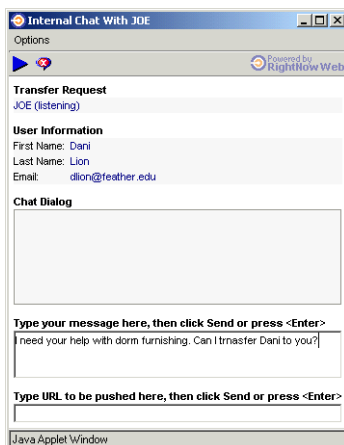 Internal Chat With JOE
Options
Powered by
RightNow Web
Transfer Request
JOE (listening)
User Information
First Name: Dani
Last Name: Lion
Email: dlion@feather.edu
Chat Dialog
Type your message here, then click Send or press <Enter>
I need your help with dorm furnishing. Can I trnasfer Dani to you?
Type URL to be pushed here, then click Send or press <Enter>
Java Applet Window